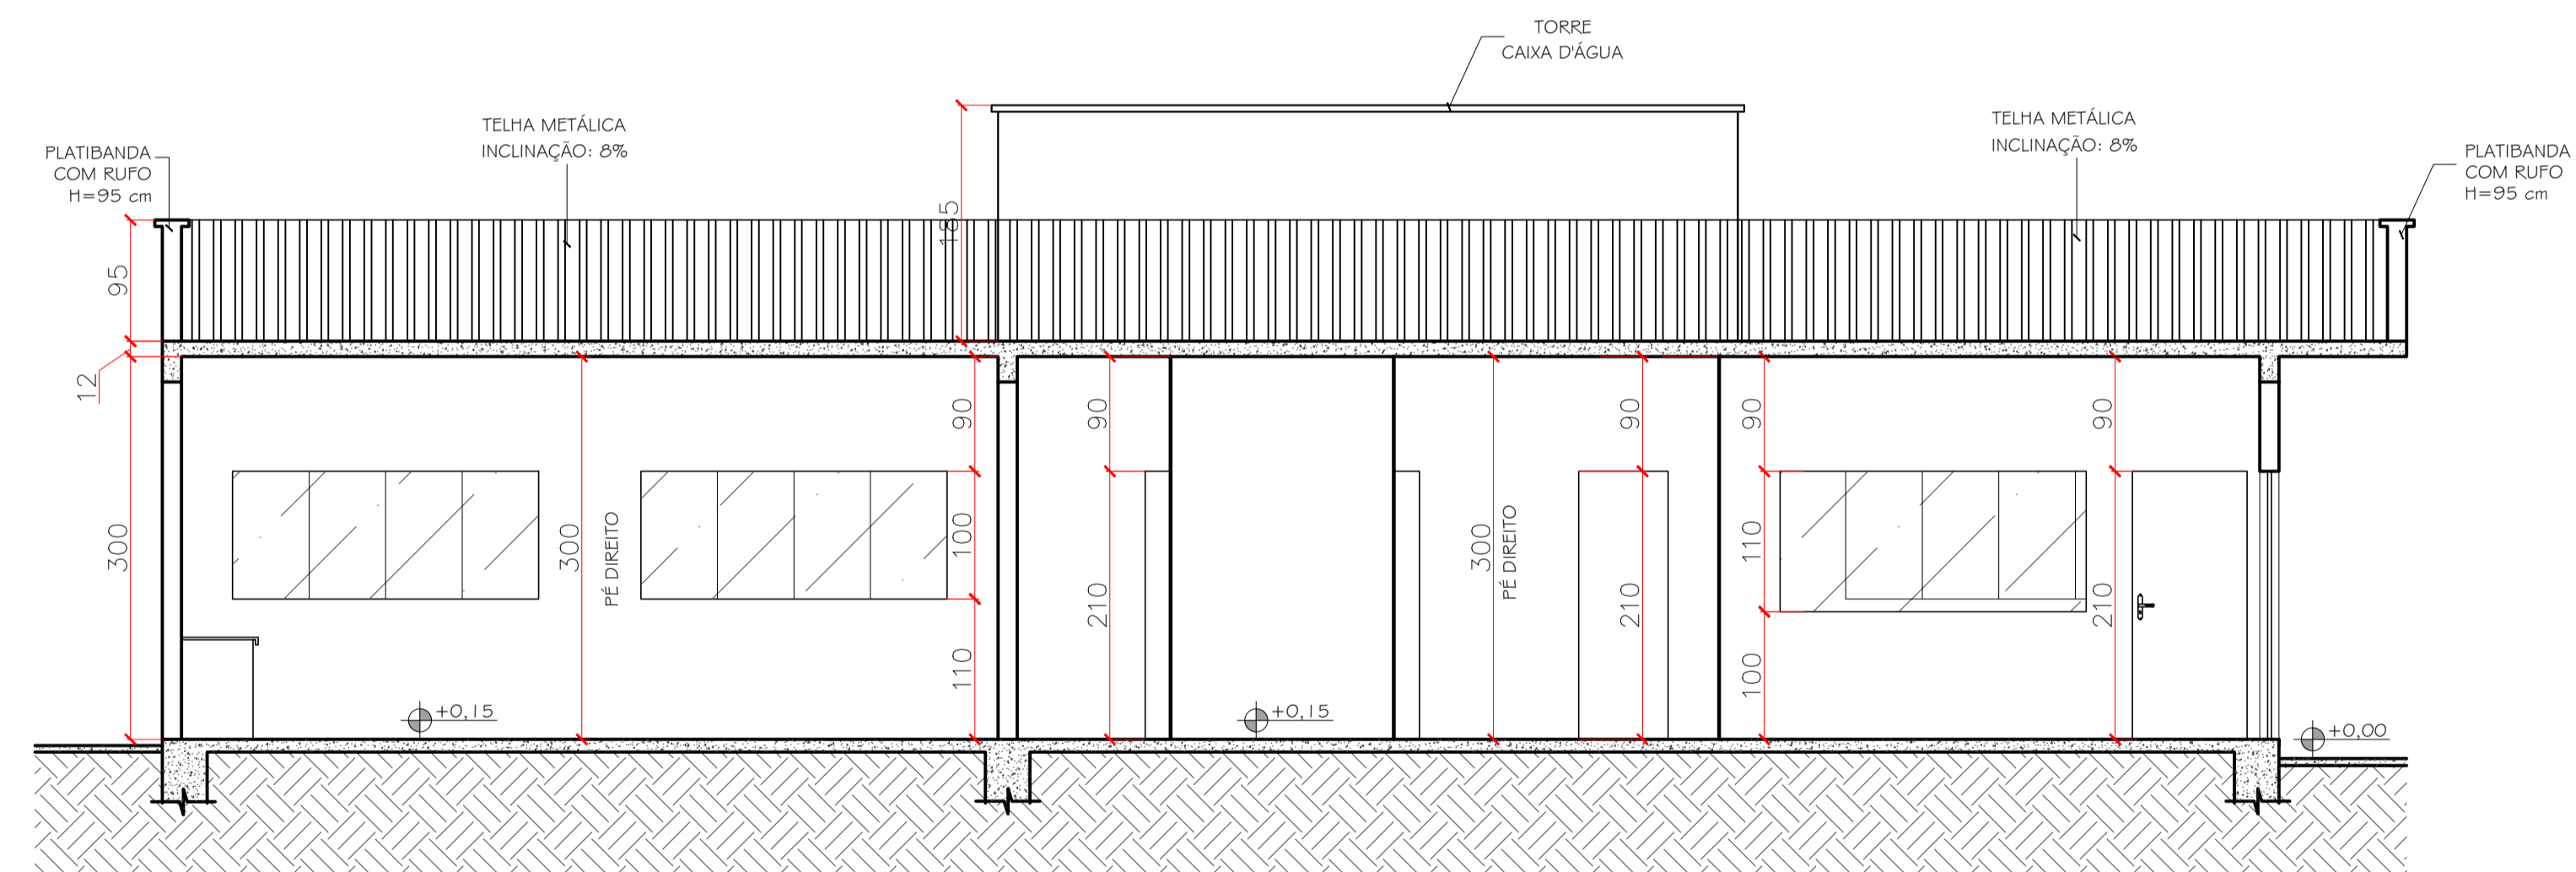 TORRE
CAIXA D'ÁGUA
TELHA METÁLICA
INCLINAÇÃO: 8%
TELHA METÁLICA
INCLINAÇÃO: 8%
PLATIBANDA
COM RUFO
H=95 cm
PLATIBANDA
COM RUFO
H=95 cm
185
95
12
300
300
PÉ DIREITO
90
100
110
90
210
300
PÉ DIREITO
90
210
90
110
100
90
210
+0,15
+0,15
+0,00